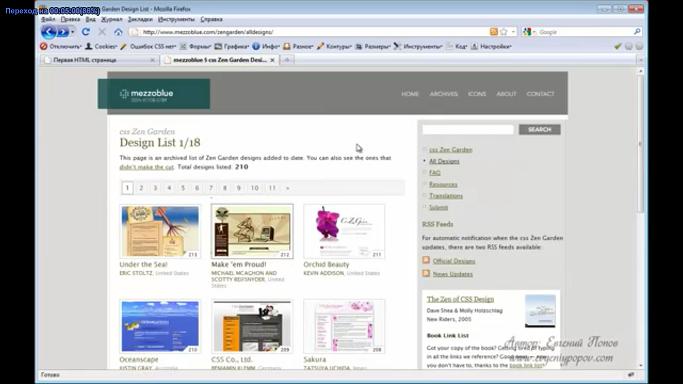 Переход на 00:05:00(86%)
Garden Design List - Mozilla Firefox
Файл Правка Вид Журнал Закладки Инструменты Справка
http://www.mezzoblue.com/zengarden/alldesigns/
Google
Отключить Cookies Ошибок CSS нет Формы Графика Инфо Разное Контуры Размеры Инструменты Код Настройки
Первая HTML страница
mezzoblue § css Zen Garden Desi...
mezzoblue
HOME ARCHIVES ICONS ABOUT CONTACT
css Zen Garden
Design List 1/18
This page is an archived list of Zen Garden designs added to date. You can also see the ones that
didn't make the cut. Total designs listed: 210
1 2 3 4 5 6 7 8 9 10 11 »
213
212
211
Under the Sea!
ERIC STOLTZ, United States
Make 'em Proud!
MICHAEL MCAGHON AND
SCOTTY REIFSNYDER, United
States
Orchid Beauty
KEVIN ADDISON, United States
210
209
208
Oceanscape
JUSTIN GRAY,
CSS Co., Ltd.
BENJAMIN KLEMM,
Sakura
TATSUYA UCHIDA,
SEARCH
css Zen Garden
All Designs
FAQ
Resources
Translations
Submit
RSS Feeds
For automatic notification when the css Zen Garden
updates, there are two RSS feeds available:
Official Designs
News Updates
The Zen of CSS Design
Dave Shea & Molly Holzschlag
New Riders, 2005
Book Link List
Got your copy of the book? Getting tired of typing
in all the links we reference? Good
don't you, thanks to the book link list!
Автор: Евгений Попов
www.evgeniypopov.com
Готово